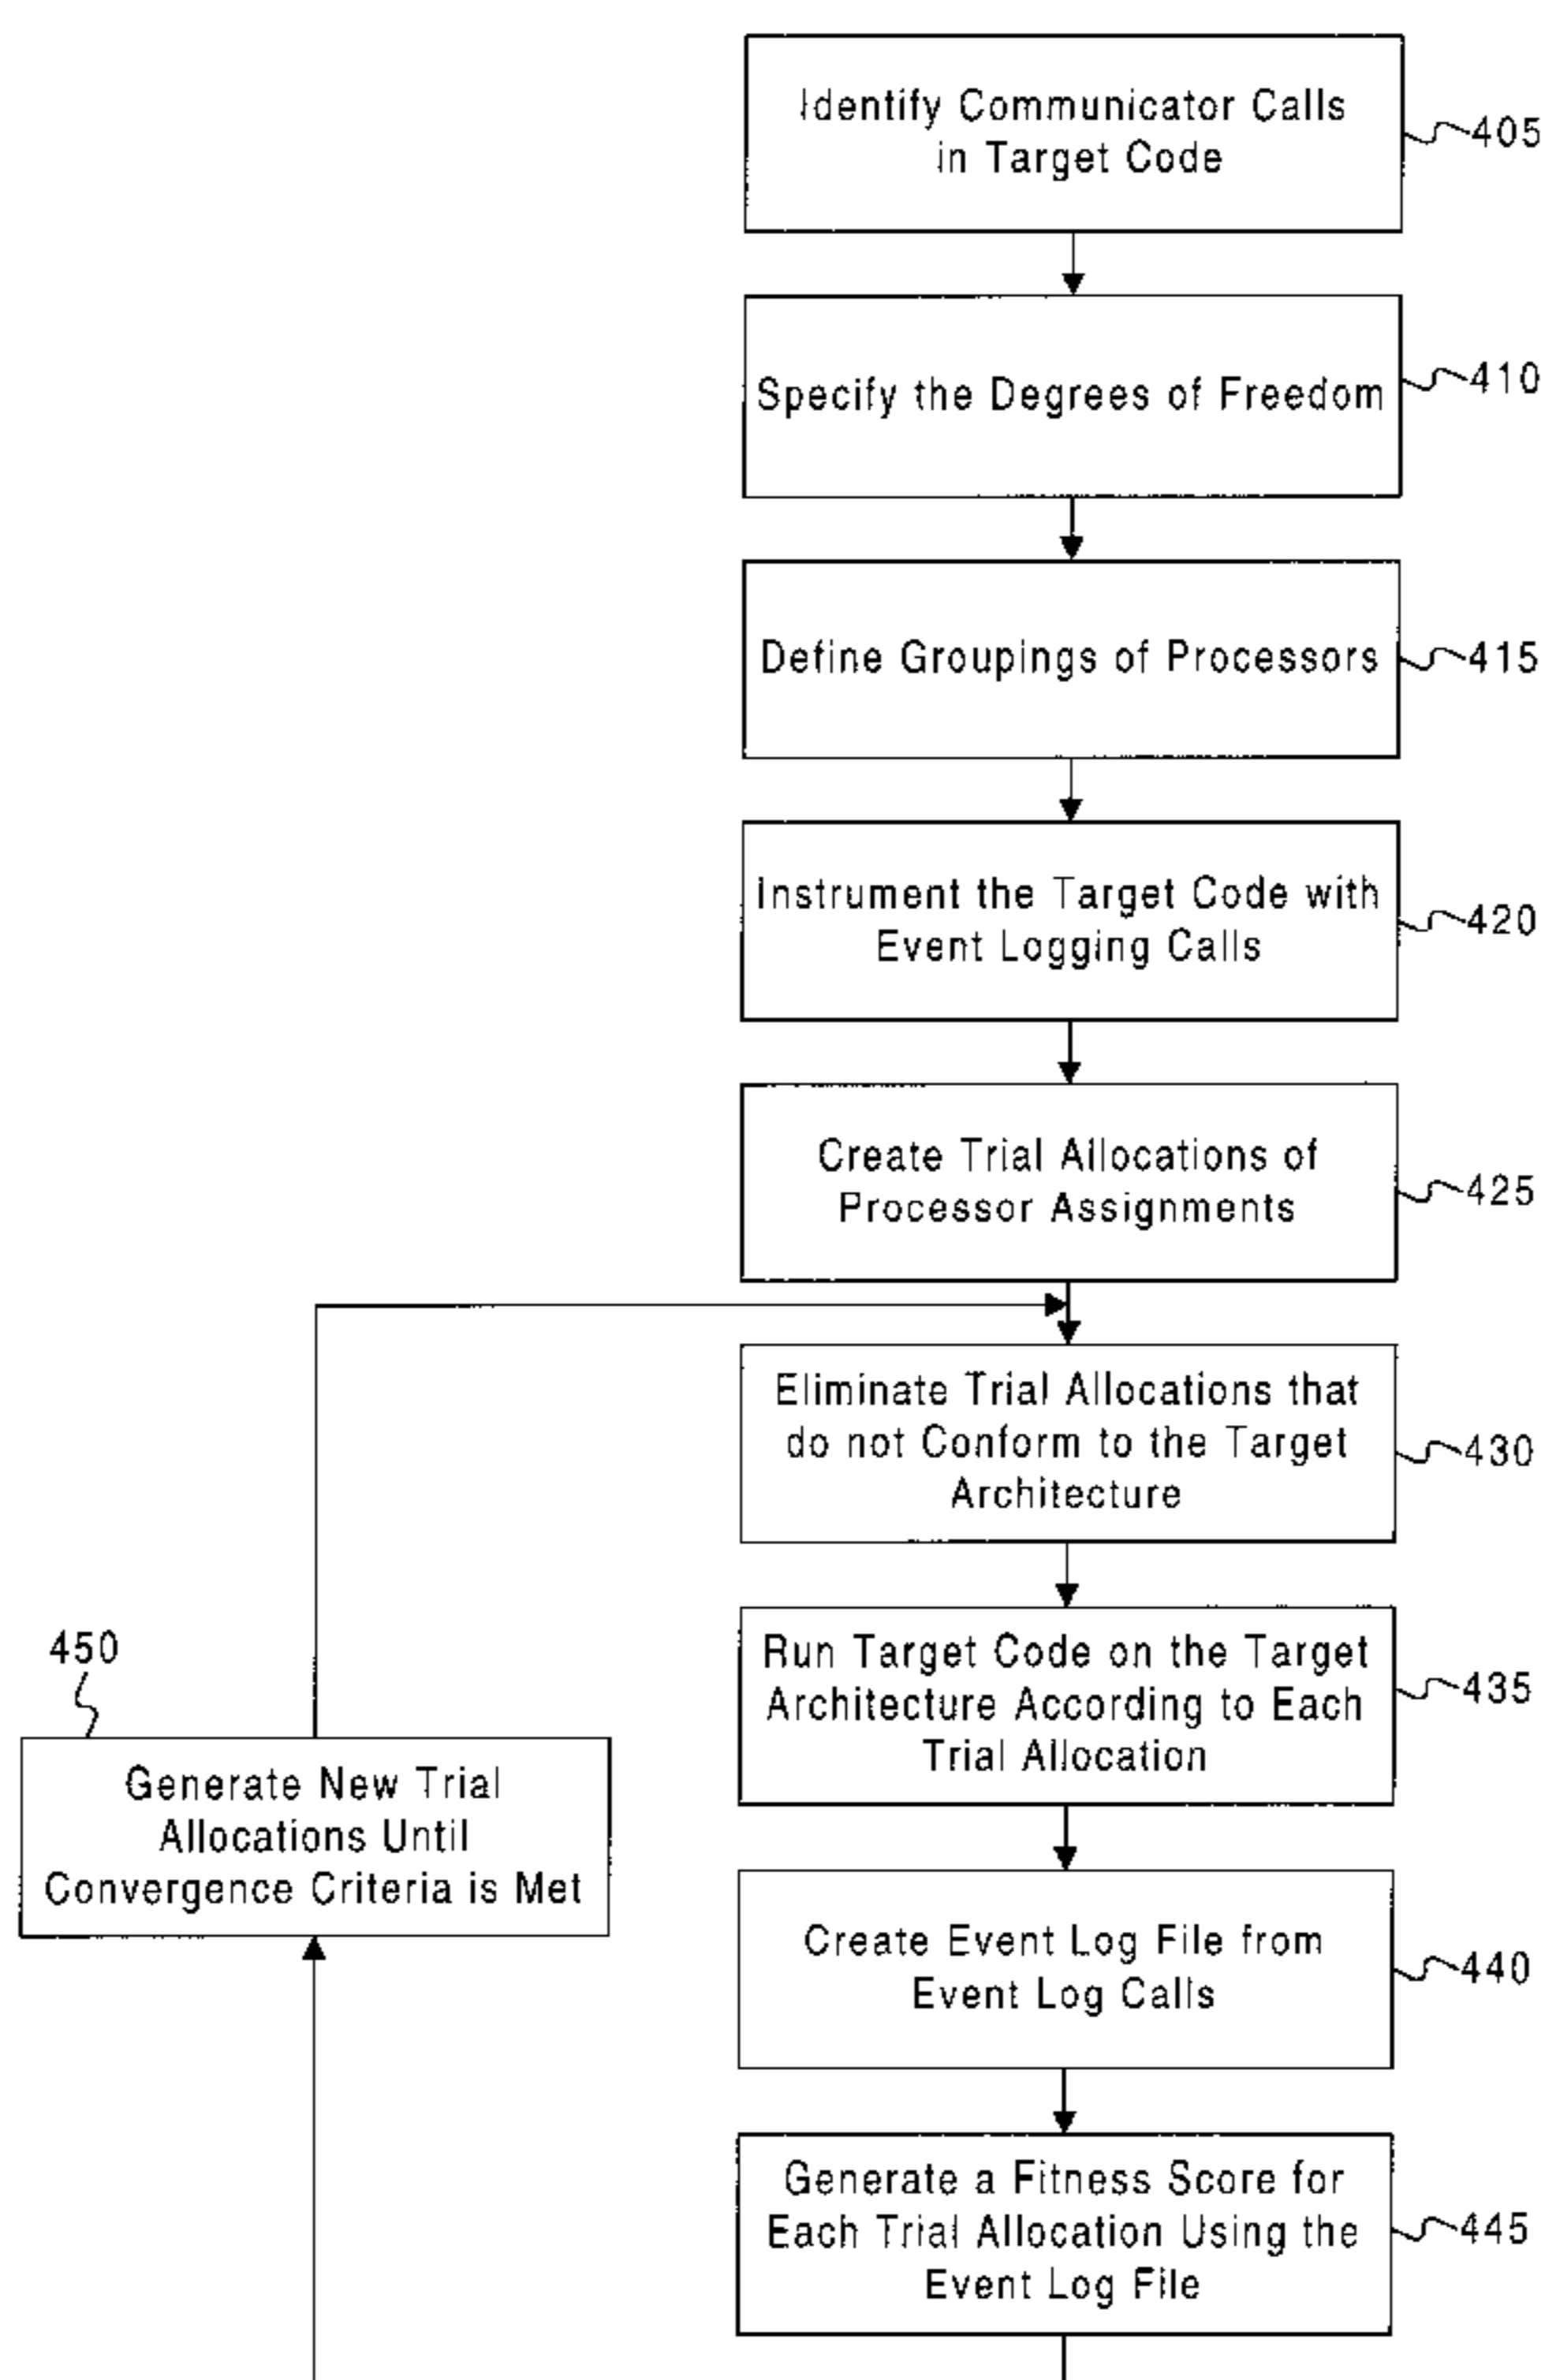 Identify Communicator Calls
in Target Code
405
Specify the Degrees of Freedom
410
Define Groupings of Processors
415
Instrument the Target Code with
Event Logging Calls
420
Create Trial Allocations of
Processor Assignments
425
Eliminate Trial Allocations that
do not Conform to the Target
Architecture
430
Run Target Code on the Target
Architecture According to Each
Trial Allocation
435
450
Generate New Trial
Allocations Until
Convergence Criteria is Met
Create Event Log File from
Event Log Calls
440
Generate a Fitness Score for
Each Trial Allocation Using the
Event Log File
445